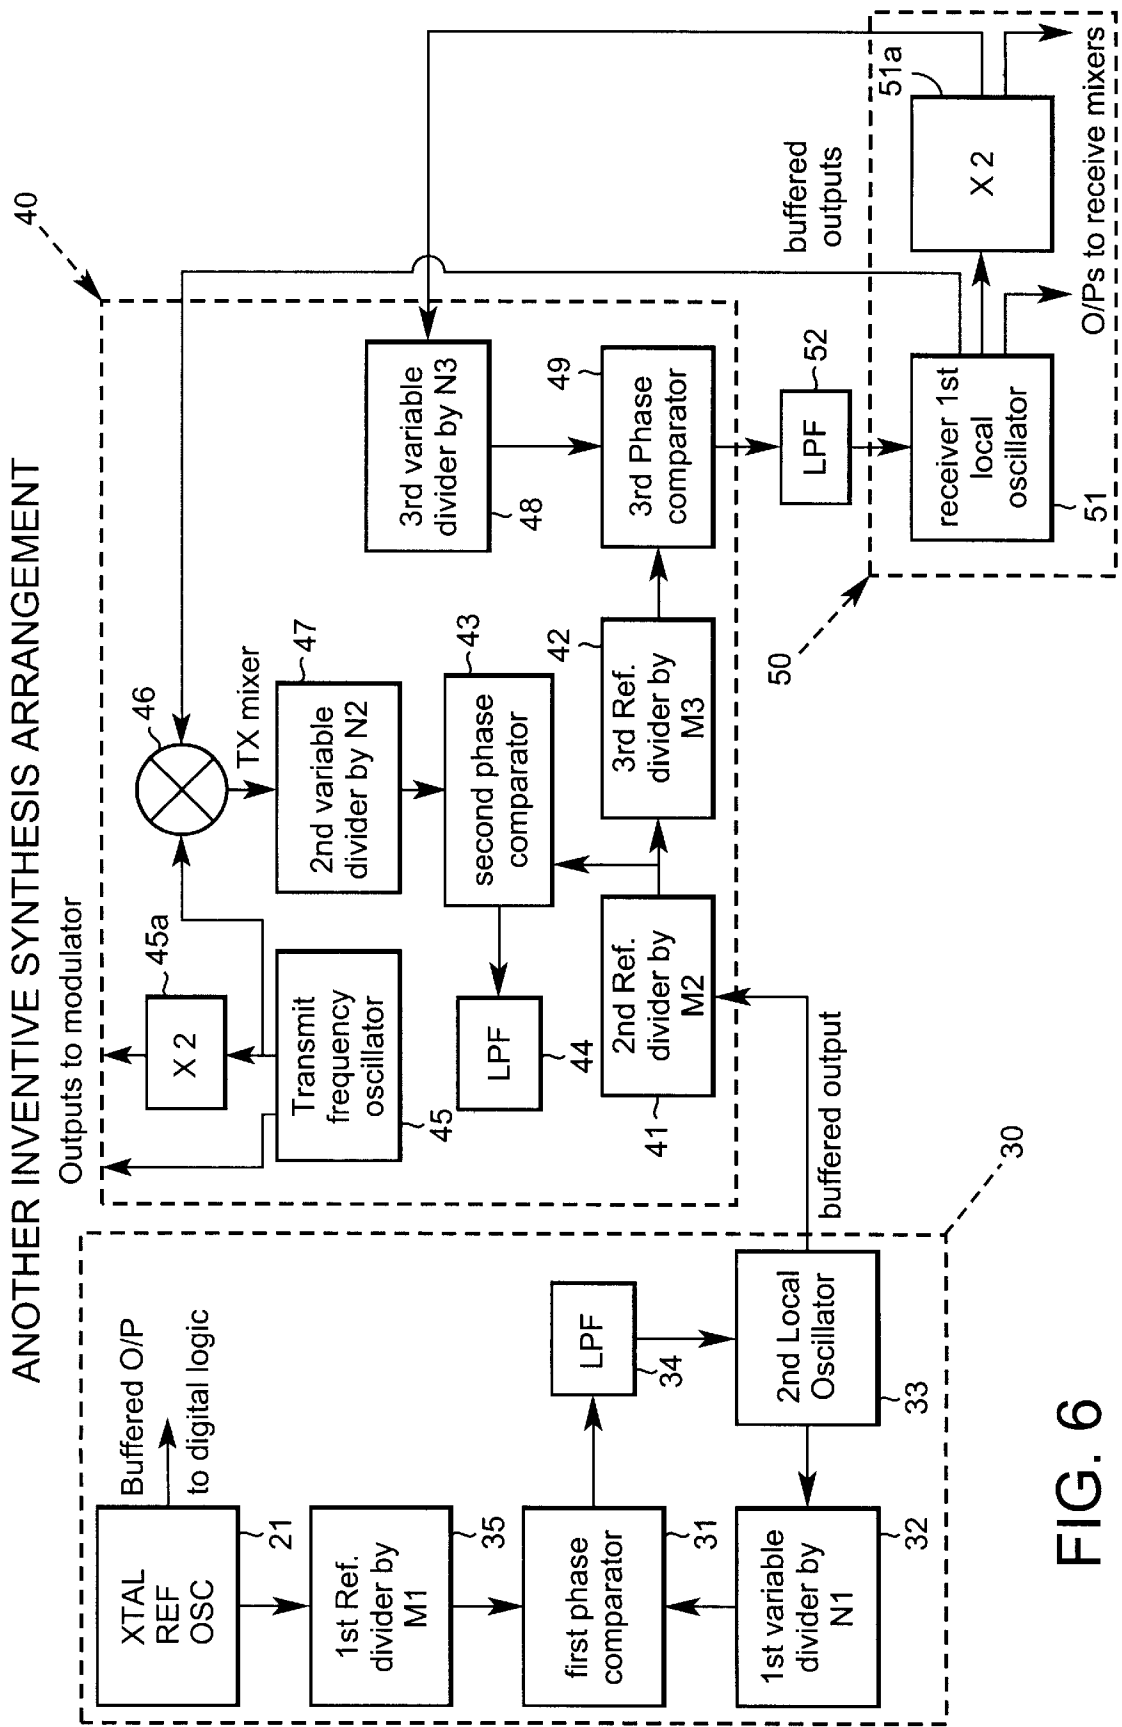 ANOTHER INVENTIVE SYNTHESIS ARRANGEMENT
XTAL
REF
OSC
21
Buffered O/P
to digital logic
1st Ref.
divider by
M1
35
first phase
comparator
31
LPF
34
1st variable
divider by
N1
32
2nd Local
Oscillator
33
30
buffered output
Outputs to modulator
X 2
45a
Transmit
frequency
oscillator
45
46
TX mixer
40
2nd variable
divider by N2
47
second phase
comparator
43
LPF
44
2nd Ref.
divider by
M2
41
3rd Ref.
divider by
M3
42
3rd variable
divider by N3
48
3rd Phase
comparator
49
LPF
52
buffered
outputs
50
receiver 1st
local
oscillator
51
X 2
51a
O/Ps to receive mixers
FIG. 6